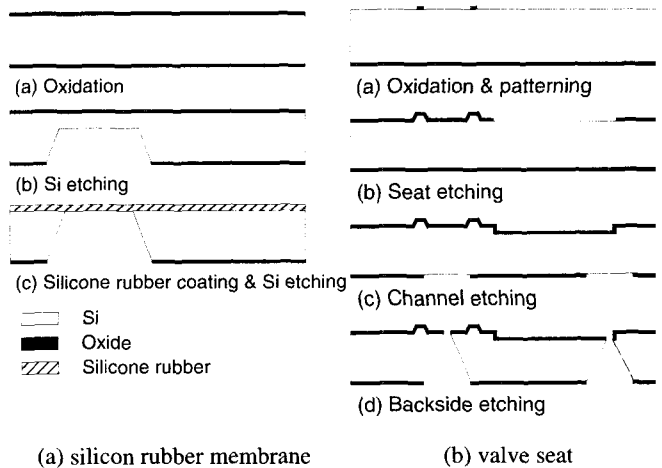 (a) Oxidation
(b) Si etching
(c) Silicone rubber coating & Si etching
Si
Oxide
Silicone rubber
(a) silicon rubber membrane
(a) Oxidation & patterning
(b) Seat etching
(c) Channel etching
(d) Backside etching
(b) valve seat